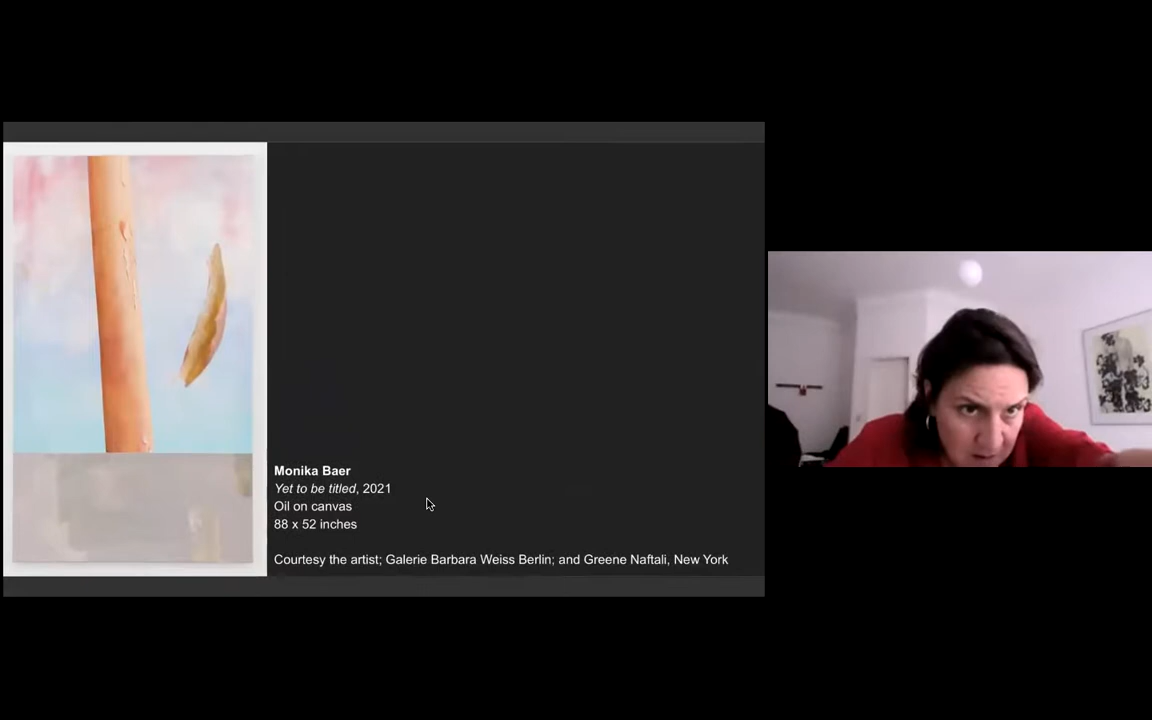 Monika Baer
Yet to be titled, 2021
Oil on canvas
88 x 52 inches
Courtesy the artist; Galerie Barbara Weiss Berlin; and Greene Naftali, New York